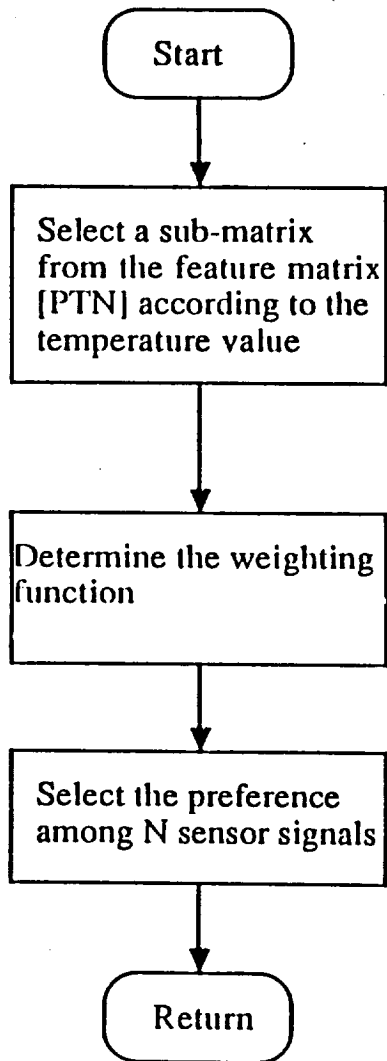 Start
Select a sub-matrix
from the feature matrix
[PTN] according to the
temperature value
Determine the weighting
function
Select the preference
among N sensor signals
Return